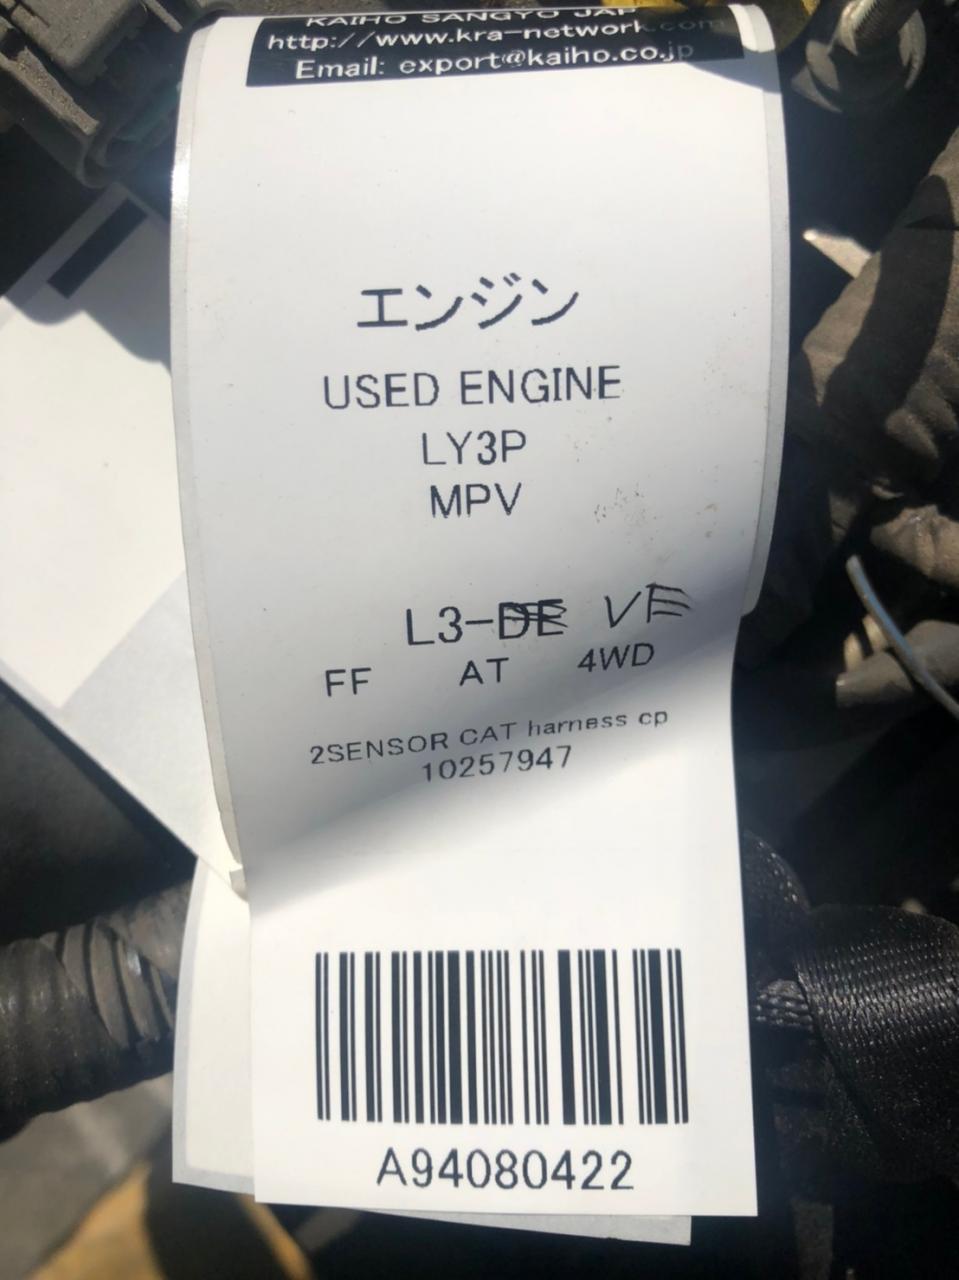 KAIHO SANGYO JAP
http://www.kra-network.com
Email: export@kaiho.co.jp
エンジン
USED ENGINE
LY3P
MPV
L3-DE VE
FF AT 4WD
2SENSOR CAT harness cp
10257947
A94080422